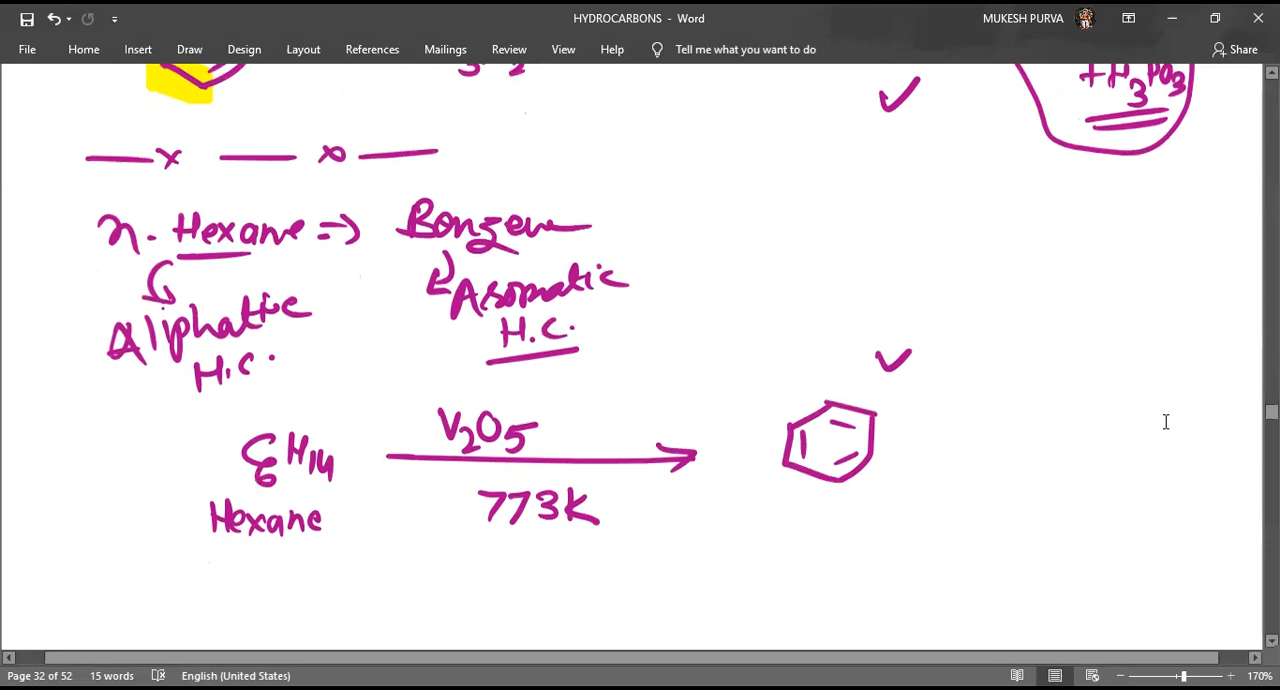 HYDROCARBONS - Word
MUKESH PURVA
File Home Insert Draw Design Layout References Mailings Review View Help Tell me what you want to do Share
+H3PO3
n. Hexane => Benzene
Aliphatic H.C.
Aromatic H.C.
C6H14 V2O5
773K
Hexane
Page 32 of 52 15 words English (United States) 170%